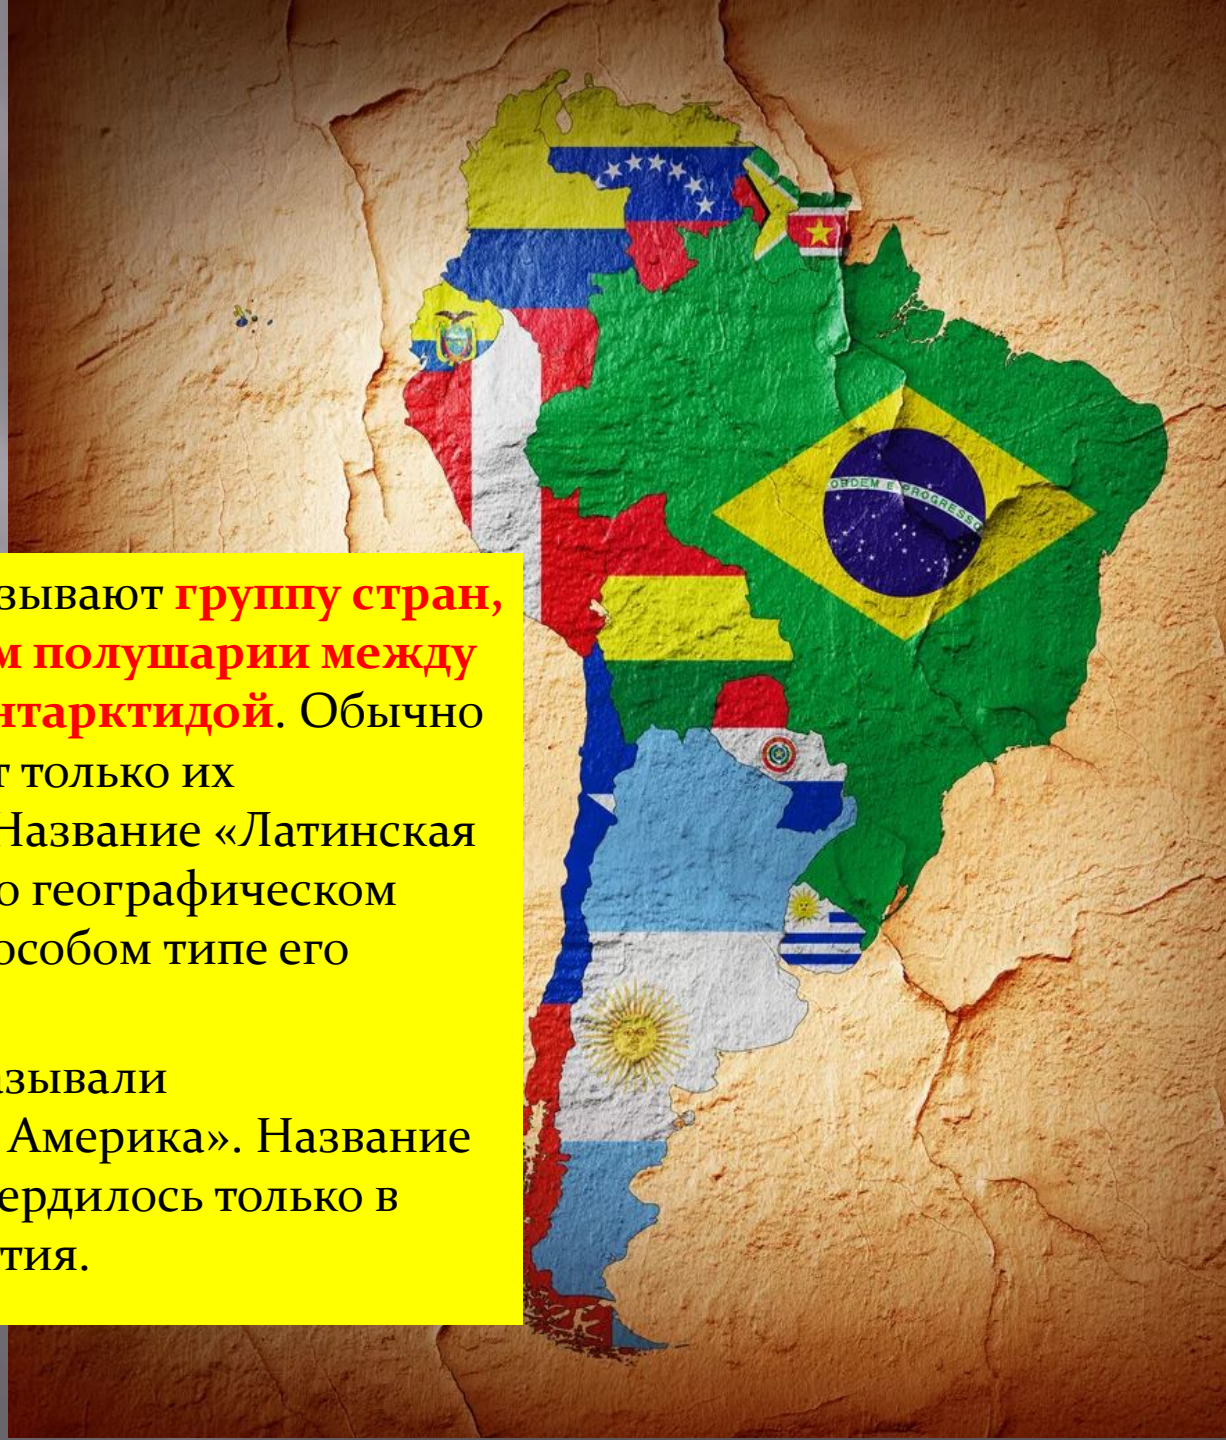 зывают группу стран,
м полушарии между
нтарктидой. Обычно
т только их
Название «Латинская
о географическом
особом типе его
азывали
Америка». Название
ердилось только в
тия.
ORDEM E PROGRESSO